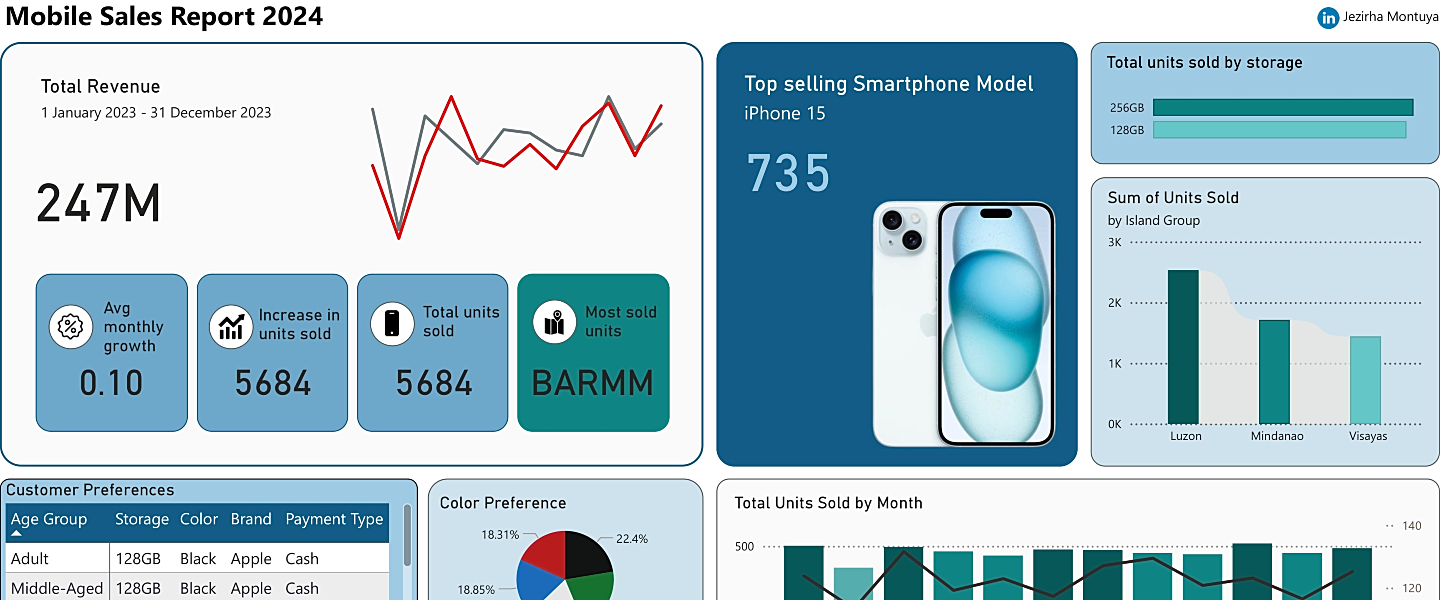 Mobile Sales Report 2024
in Jezirha Montuya
Total Revenue
1 January 2023 - 31 December 2023
247M
Avg
monthly
growth
0.10
Increase in
units sold
5684
Total units
sold
5684
Most sold
units
BARMM
Top selling Smartphone Model
iPhone 15
735
Total units sold by storage
256GB
128GB
Sum of Units Sold
by Island Group
3K
2K
1K
0K
Luzon Mindanao Visayas
Customer Preferences
Age Group Storage Color Brand Payment Type
Adult 128GB Black Apple Cash
Middle-Aged 128GB Black Apple Cash
Color Preference
18.31% 22.4%
18.85%
Total Units Sold by Month
140
500
120